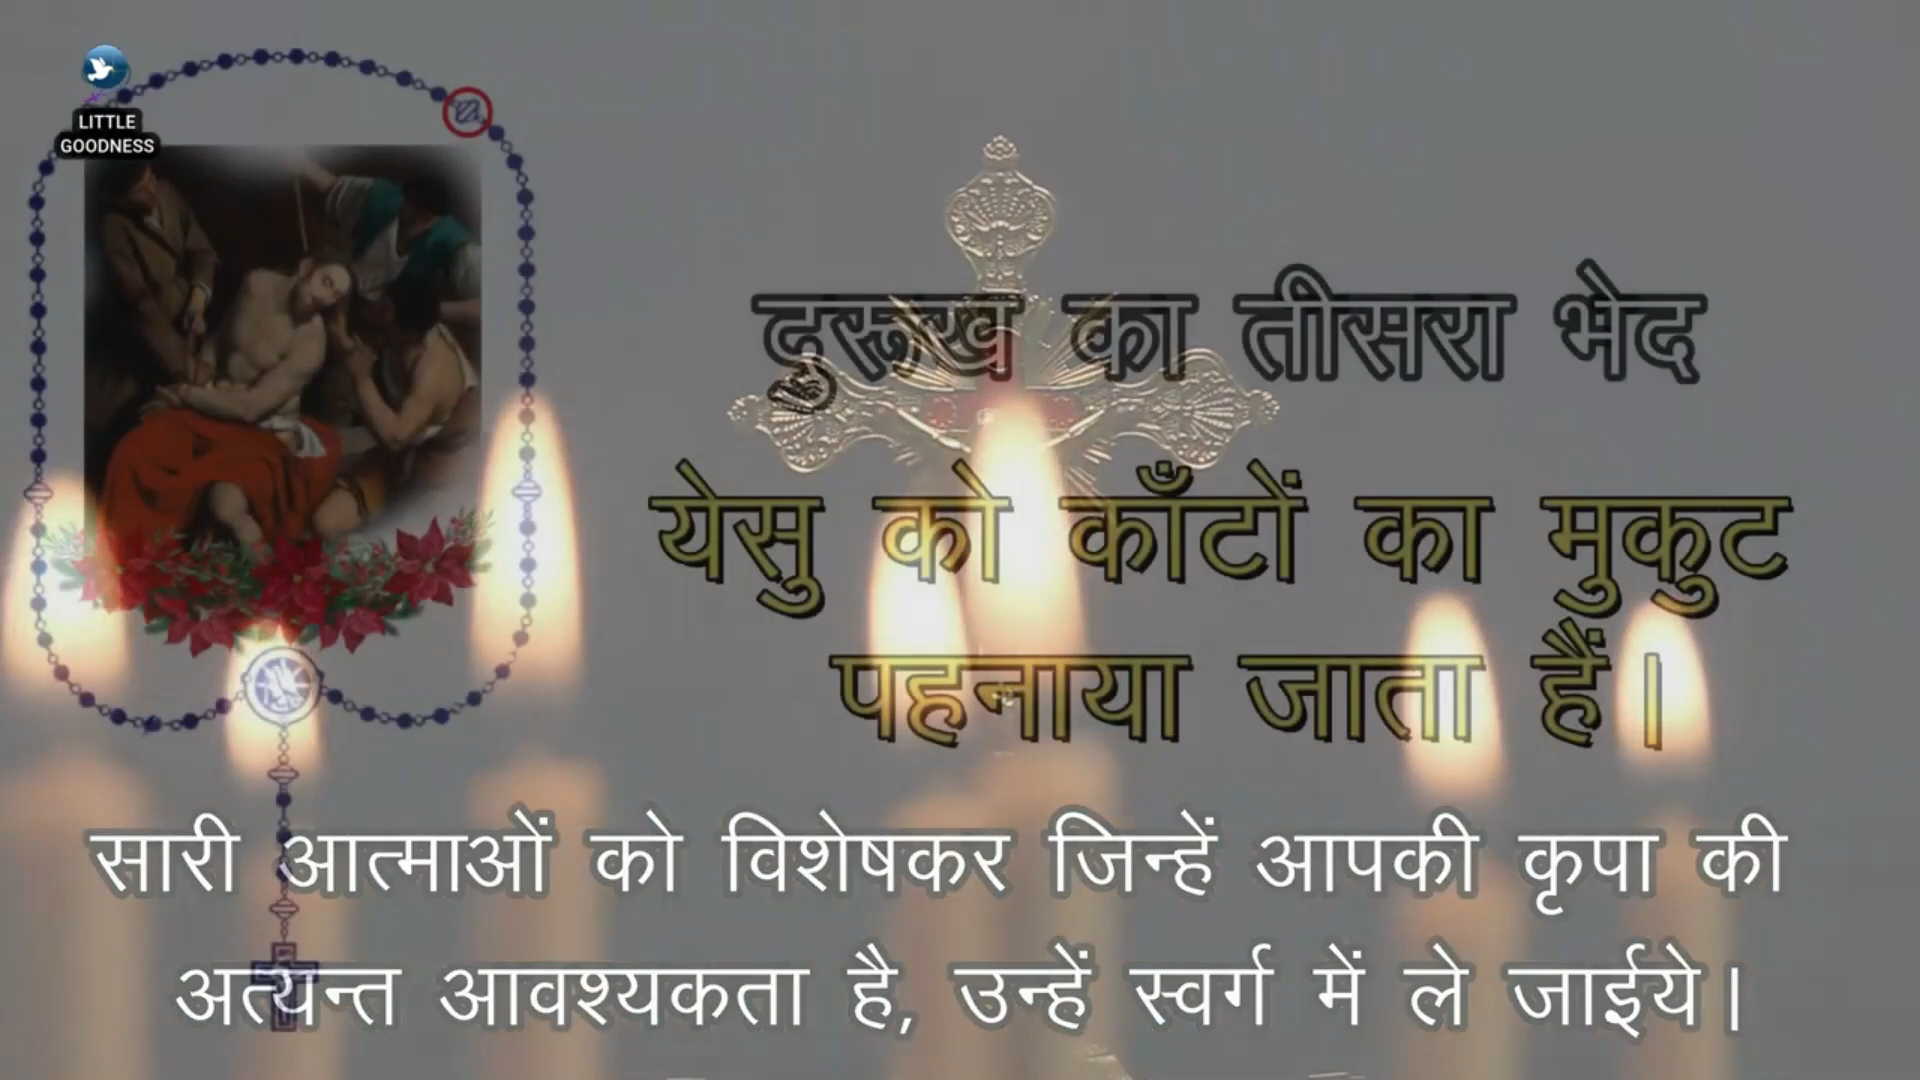 LITTLE
GOODNESS
दुरूख का तीसरा भेद
येसु को काँटों का मुकुट
पहनाया जाता हैं।
सारी आत्माओं को विशेषकर जिन्हें आपकी कृपा की
अत्यन्त आवश्यकता है, उन्हें स्वर्ग में ले जाईये।